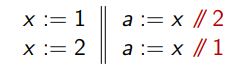 x := 1 ‖ a := x // 2
x := 2 ‖ a := x // 1